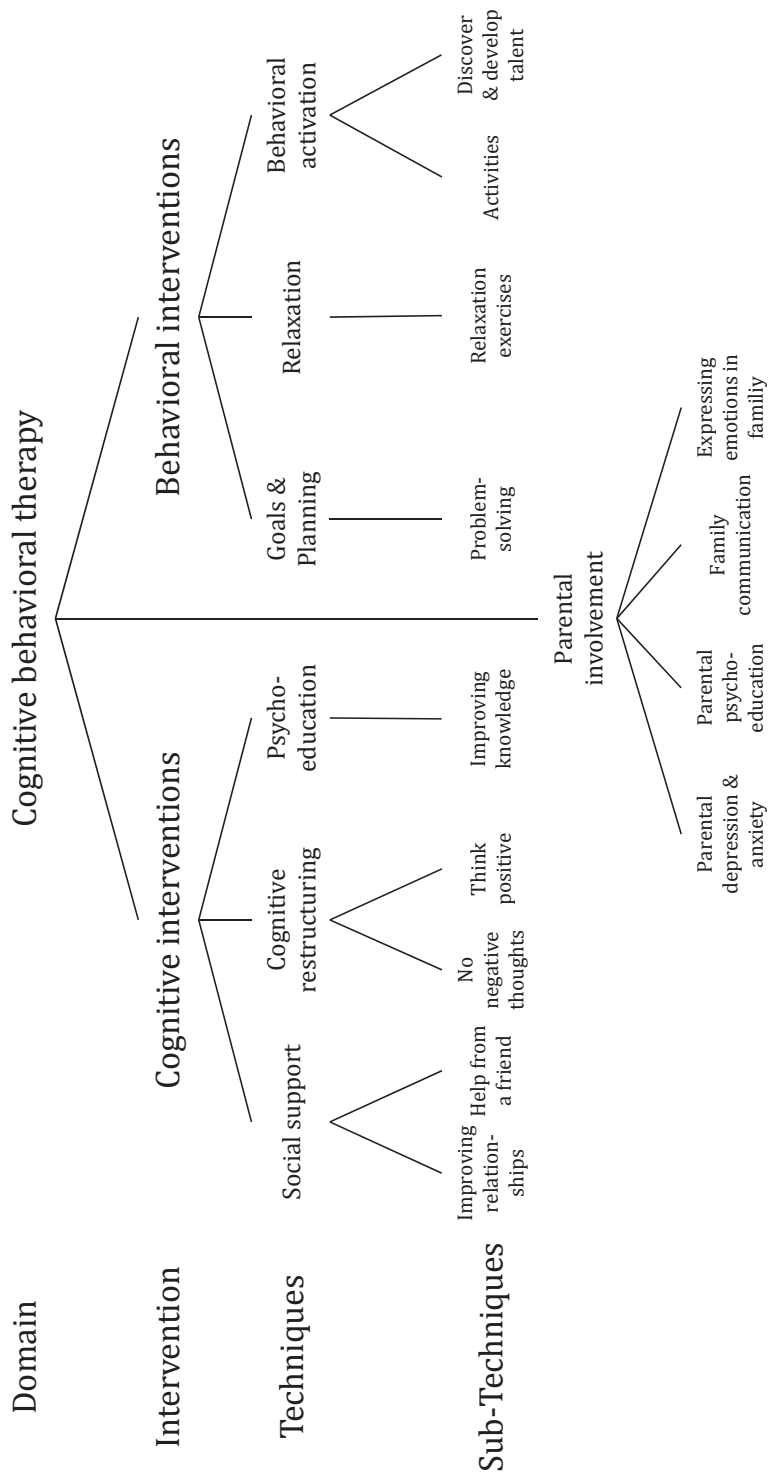 Domain
Cognitive behavioral therapy
Intervention
Cognitive interventions
Behavioral interventions
Techniques
Social support
Cognitive
restructuring
Psycho-
education
Goals &
Planning
Relaxation
Behavioral
activation
Sub-Techniques
Improving
relation-
ships
Help from
a friend
No
negative
thoughts
Think
positive
Improving
knowledge
Problem-
solving
Relaxation
exercises
Activities
Discover
& develop
talent
Parental
involvement
Parental
depression &
anxiety
Parental
psycho-
education
Family
communication
Expressing
emotions in
familiy